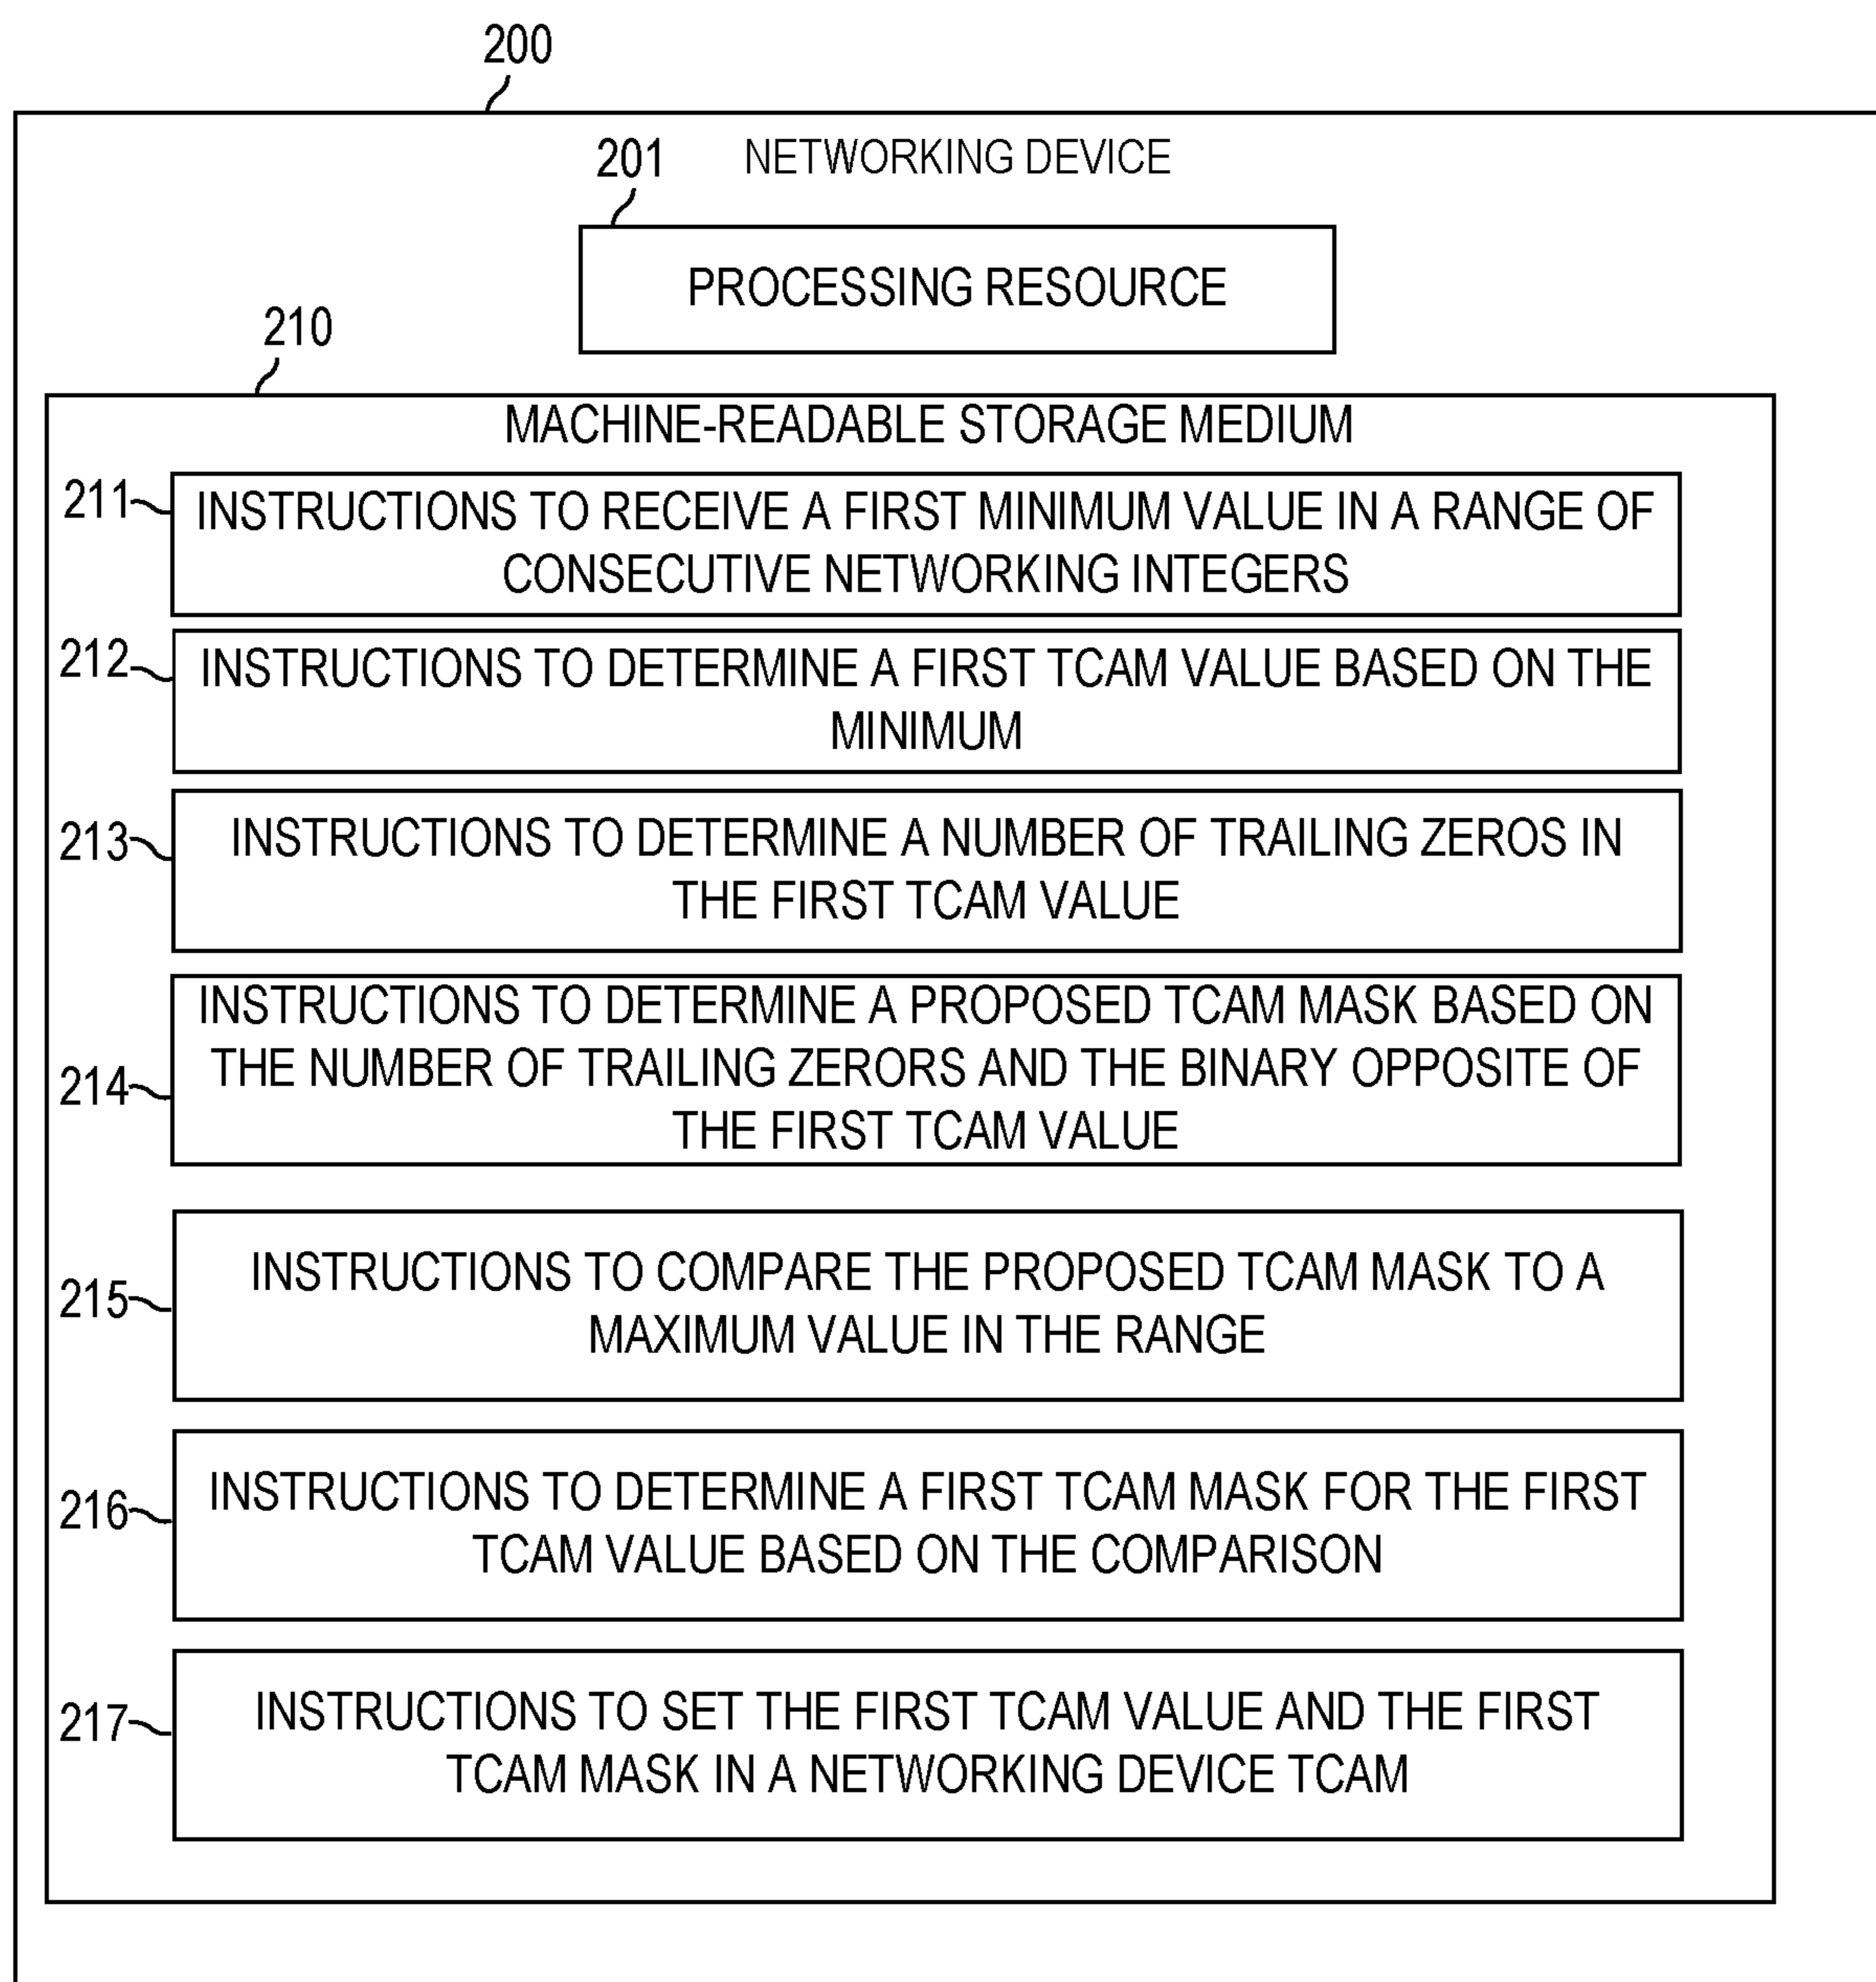 200
NETWORKING DEVICE
201
PROCESSING RESOURCE
210
MACHINE-READABLE STORAGE MEDIUM
211
INSTRUCTIONS TO RECEIVE A FIRST MINIMUM VALUE IN A RANGE OF
CONSECUTIVE NETWORKING INTEGERS
212
INSTRUCTIONS TO DETERMINE A FIRST TCAM VALUE BASED ON THE
MINIMUM
213
INSTRUCTIONS TO DETERMINE A NUMBER OF TRAILING ZEROS IN
THE FIRST TCAM VALUE
214
INSTRUCTIONS TO DETERMINE A PROPOSED TCAM MASK BASED ON
THE NUMBER OF TRAILING ZERORS AND THE BINARY OPPOSITE OF
THE FIRST TCAM VALUE
215
INSTRUCTIONS TO COMPARE THE PROPOSED TCAM MASK TO A
MAXIMUM VALUE IN THE RANGE
216
INSTRUCTIONS TO DETERMINE A FIRST TCAM MASK FOR THE FIRST
TCAM VALUE BASED ON THE COMPARISON
217
INSTRUCTIONS TO SET THE FIRST TCAM VALUE AND THE FIRST
TCAM MASK IN A NETWORKING DEVICE TCAM